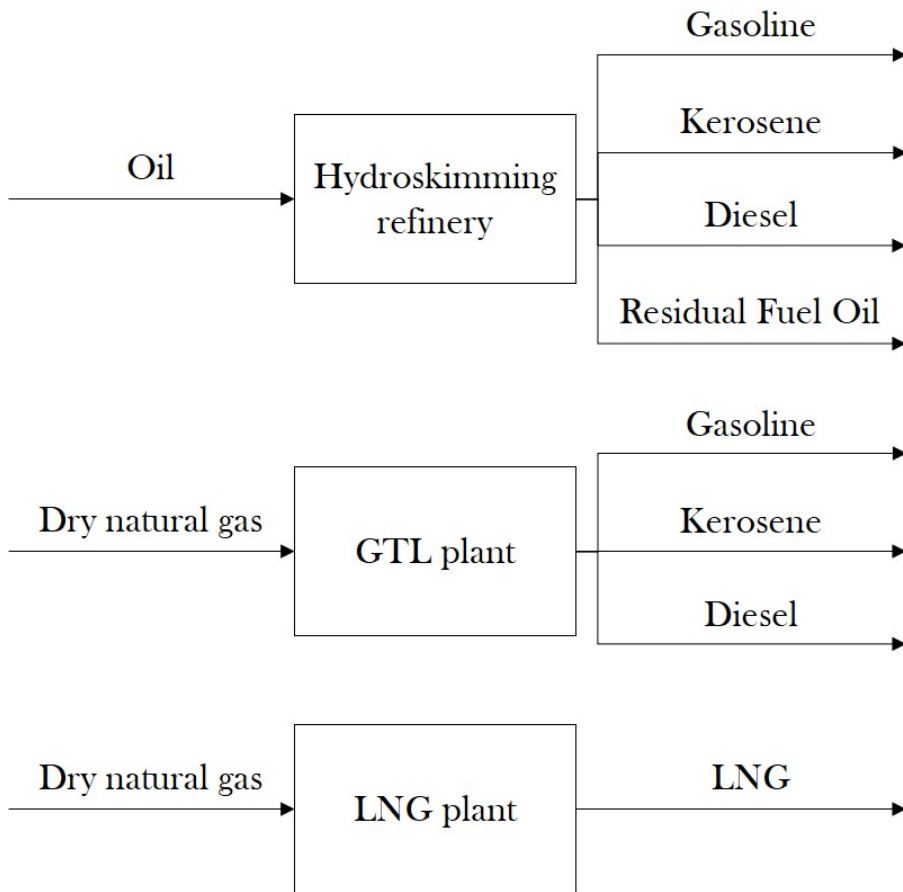 Gasoline
Kerosene
Oil
Hydroskimming
refinery
Diesel
Residual Fuel Oil
Gasoline
Dry natural gas
GTL plant
Kerosene
Diesel
Dry natural gas
LNG plant
LNG